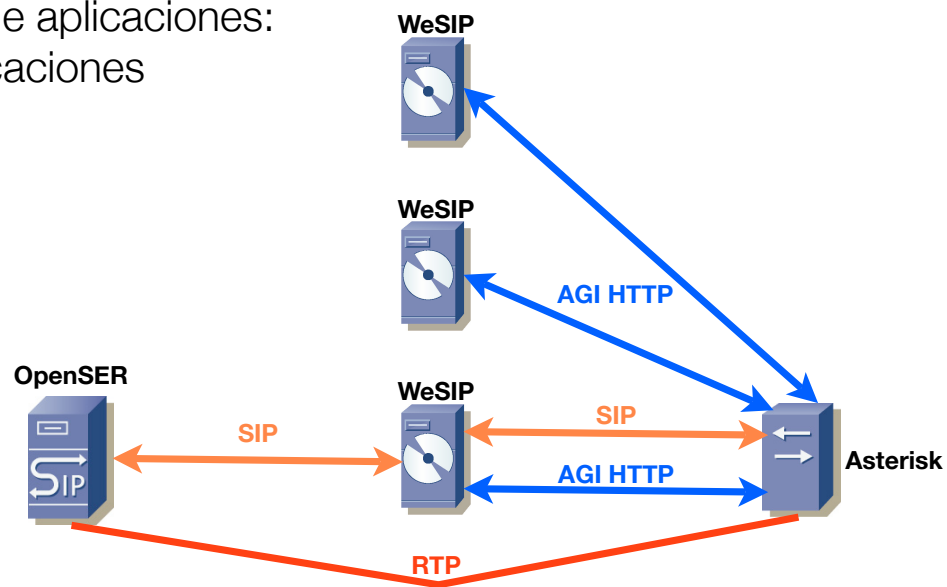 e aplicaciones:
caciones
WeSIP
WeSIP
AGI HTTP
OpenSER
WeSIP
SIP
SIP
SIP
AGI HTTP
Asterisk
RTP